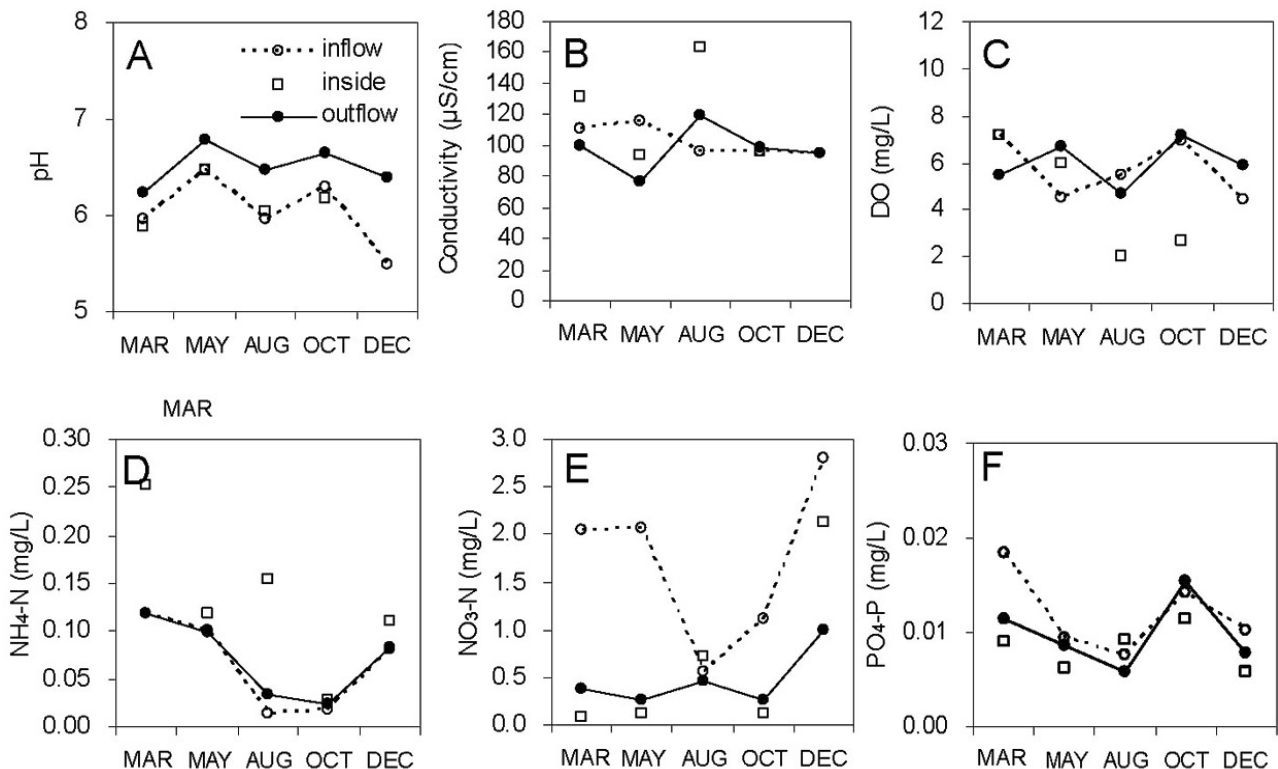 A
pH
8
7
6
5
inflow
inside
outflow
MAR MAY AUG OCT DEC
B
Conductivity (µS/cm)
180
160
140
120
100
80
60
40
20
0
MAR MAY AUG OCT DEC
C
DO (mg/L)
12
10
8
6
4
2
0
MAR MAY AUG OCT DEC
MAR
D
NH4-N (mg/L)
0.30
0.25
0.20
0.15
0.10
0.05
0.00
MAR MAY AUG OCT DEC
E
NO3-N (mg/L)
3.0
2.5
2.0
1.5
1.0
0.5
0.0
MAR MAY AUG OCT DEC
F
PO4-P (mg/L)
0.03
0.02
0.01
0.00
MAR MAY AUG OCT DEC